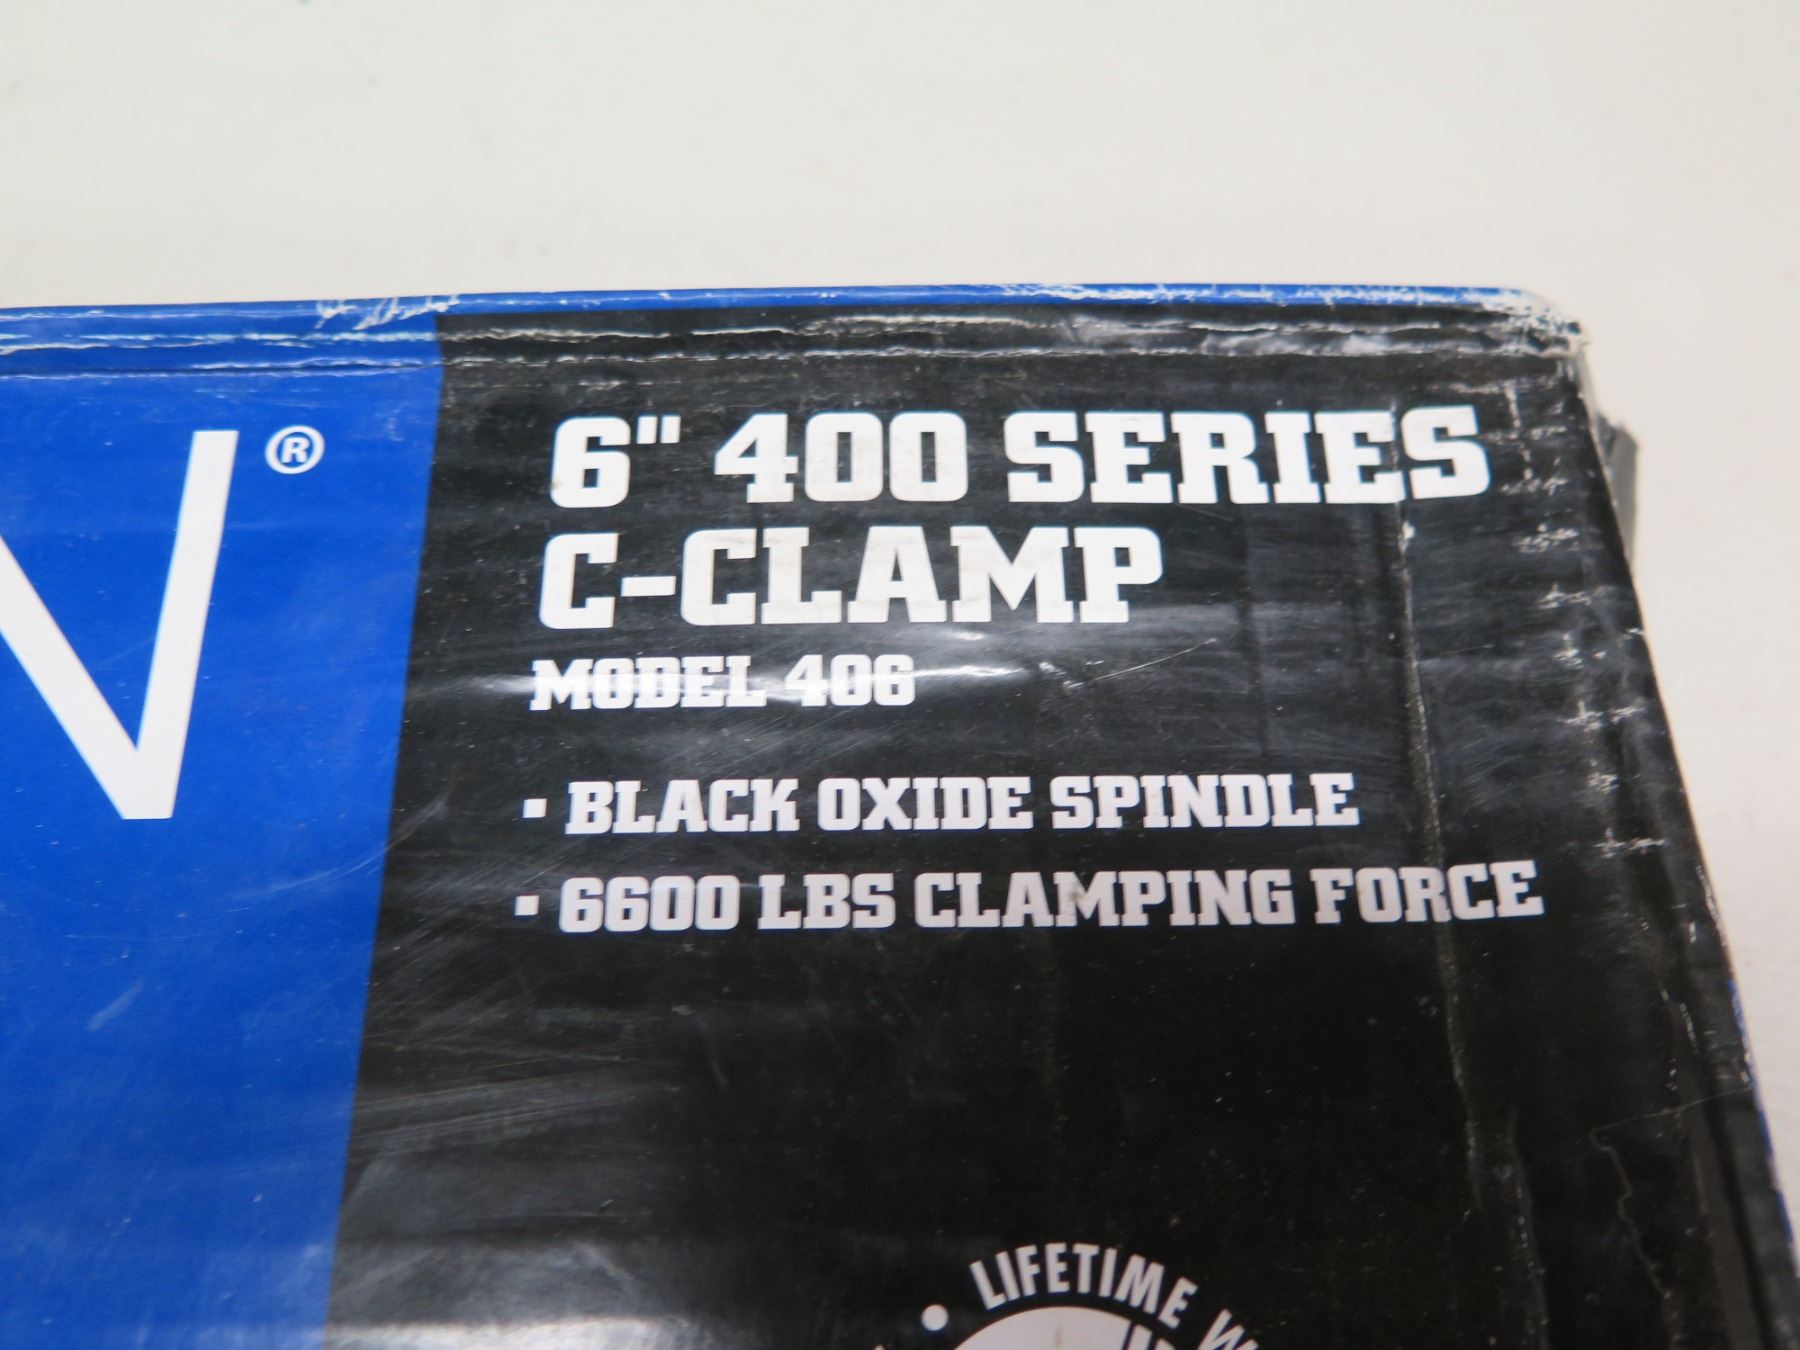 N®
6" 400 SERIES
C-CLAMP
MODEL 406
▪ BLACK OXIDE SPINDLE
▪ 6600 LBS CLAMPING FORCE
• LIFETIME